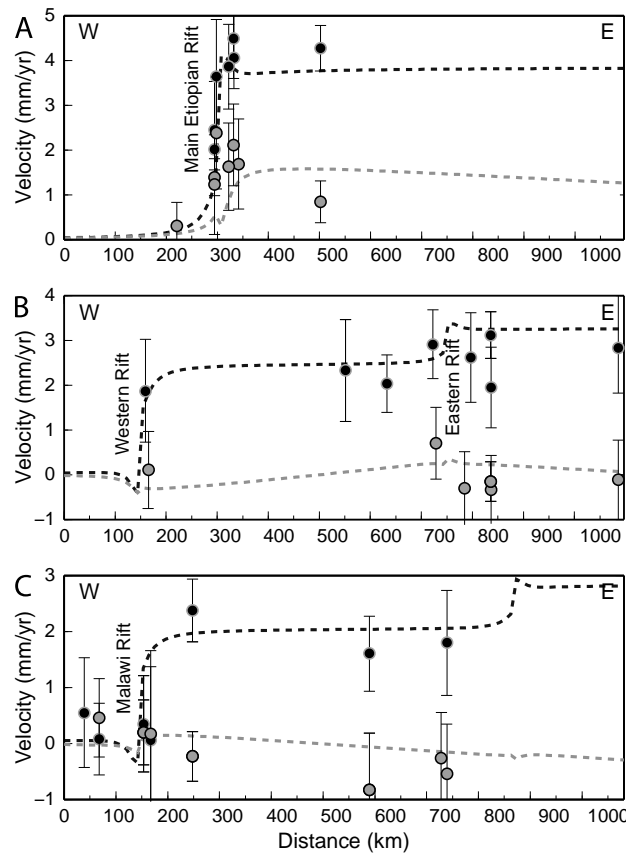 A
W
E
Main Etiopian Rift
Velocity (mm/yr)
5
4
3
2
1
0
0 100 200 300 400 500 600 700 800 900 1000
B
W
E
Western Rift
Eastern Rift
Velocity (mm/yr)
4
3
2
1
0
−1
0 100 200 300 400 500 600 700 800 900 1000
C
W
E
Malawi Rift
Velocity (mm/yr)
3
2
1
0
−1
0 100 200 300 400 500 600 700 800 900 1000
Distance (km)